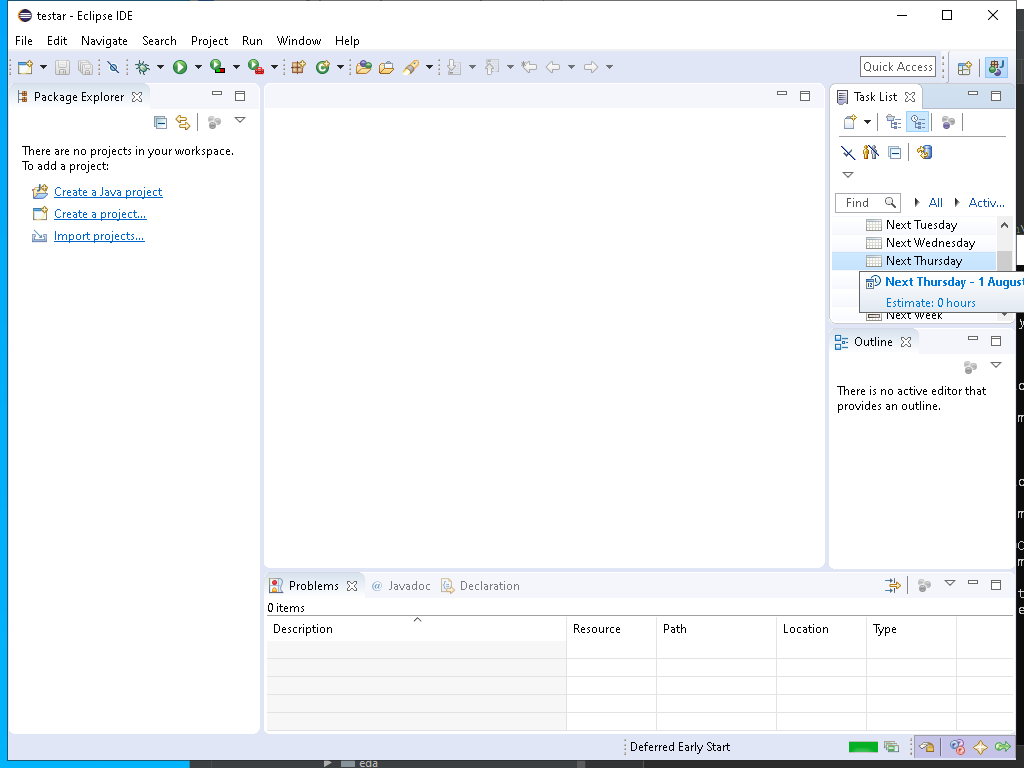 testar - Eclipse IDE
File Edit Navigate Search Project Run Window Help
Quick Access
Package Explorer
There are no projects in your workspace.
To add a project:
Create a Java project
Create a project...
Import projects...
Task List
Find All Activ...
Next Tuesday
Next Wednesday
Next Thursday
Next Thursday - 1 Augus
Estimate: 0 hours
Next Week
Outline
There is no active editor that
provides an outline.
Problems @ Javadoc Declaration
0 items
Description Resource Path Location Type
Deferred Early Start
eda